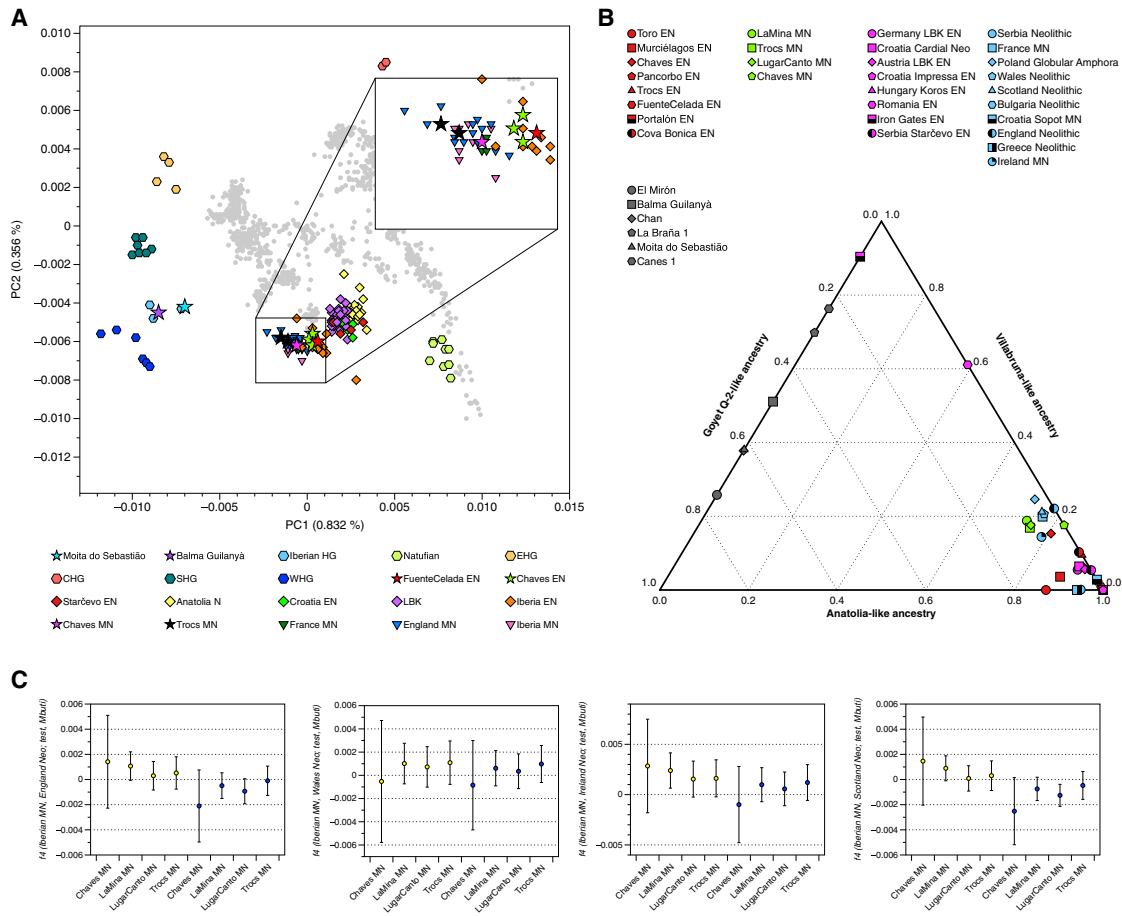 A
0.010
0.008
0.006
0.004
0.002
0
−0.002
−0.004
−0.006
−0.008
−0.010
−0.012
PC2 (0.356 %)
−0.010
−0.005
0
0.005
0.010
0.015
PC1 (0.832 %)
Moita do Sebastião
Balma Guilanyà
Iberian HG
Natufian
EHG
CHG
SHG
WHG
FuenteCelada EN
Chaves EN
Starčevo EN
Anatolia N
Croatia EN
LBK
Iberia EN
Chaves MN
Trocs MN
France MN
England MN
Iberia MN
B
Toro EN
Murciélagos EN
Chaves EN
Pancorbo EN
Trocs EN
FuenteCelada EN
Portalón EN
Cova Bonica EN
LaMina MN
Trocs MN
LugarCanto MN
Chaves MN
Germany LBK EN
Croatia Cardial Neo
Austria LBK EN
Croatia Impressa EN
Hungary Koros EN
Romania EN
Iron Gates EN
Serbia Starčevo EN
Serbia Neolithic
France MN
Poland Globular Amphora
Wales Neolithic
Scotland Neolithic
Bulgaria Neolithic
Croatia Sopot MN
England Neolithic
Greece Neolithic
Ireland MN
El Mirón
Balma Guilanyà
Chan
La Braña 1
Moita do Sebastião
Canes 1
0.0 1.0
0.2
0.8
0.4
0.6
0.6
0.4
0.8
0.2
1.0
0.0
0.0
0.2
0.4
0.6
0.8
1.0
Goyet Q-2-like ancestry
Villabruna-like ancestry
Anatolia-like ancestry
C
f4 (Iberian MN, England Neo; test, Mbuti)
0.006
0.004
0.002
0
−0.002
−0.004
−0.006
Chaves MN
LaMina MN
LugarCanto MN
Trocs MN
Chaves MN
LaMina MN
LugarCanto MN
Trocs MN
f4 (Iberian MN, Wales Neo; test, Mbuti)
0.006
0.004
0.002
0
−0.002
−0.004
−0.006
Chaves MN
LaMina MN
LugarCanto MN
Trocs MN
Chaves MN
LaMina MN
LugarCanto MN
Trocs MN
f4 (Iberian MN, Ireland Neo; test, Mbuti)
0.005
0.000
−0.005
Chaves MN
LaMina MN
LugarCanto MN
Trocs MN
Chaves MN
LaMina MN
LugarCanto MN
Trocs MN
f4 (Iberian MN, Scotland Neo; test, Mbuti)
0.006
0.004
0.002
0
−0.002
−0.004
−0.006
Chaves MN
LaMina MN
LugarCanto MN
Trocs MN
Chaves MN
LaMina MN
LugarCanto MN
Trocs MN